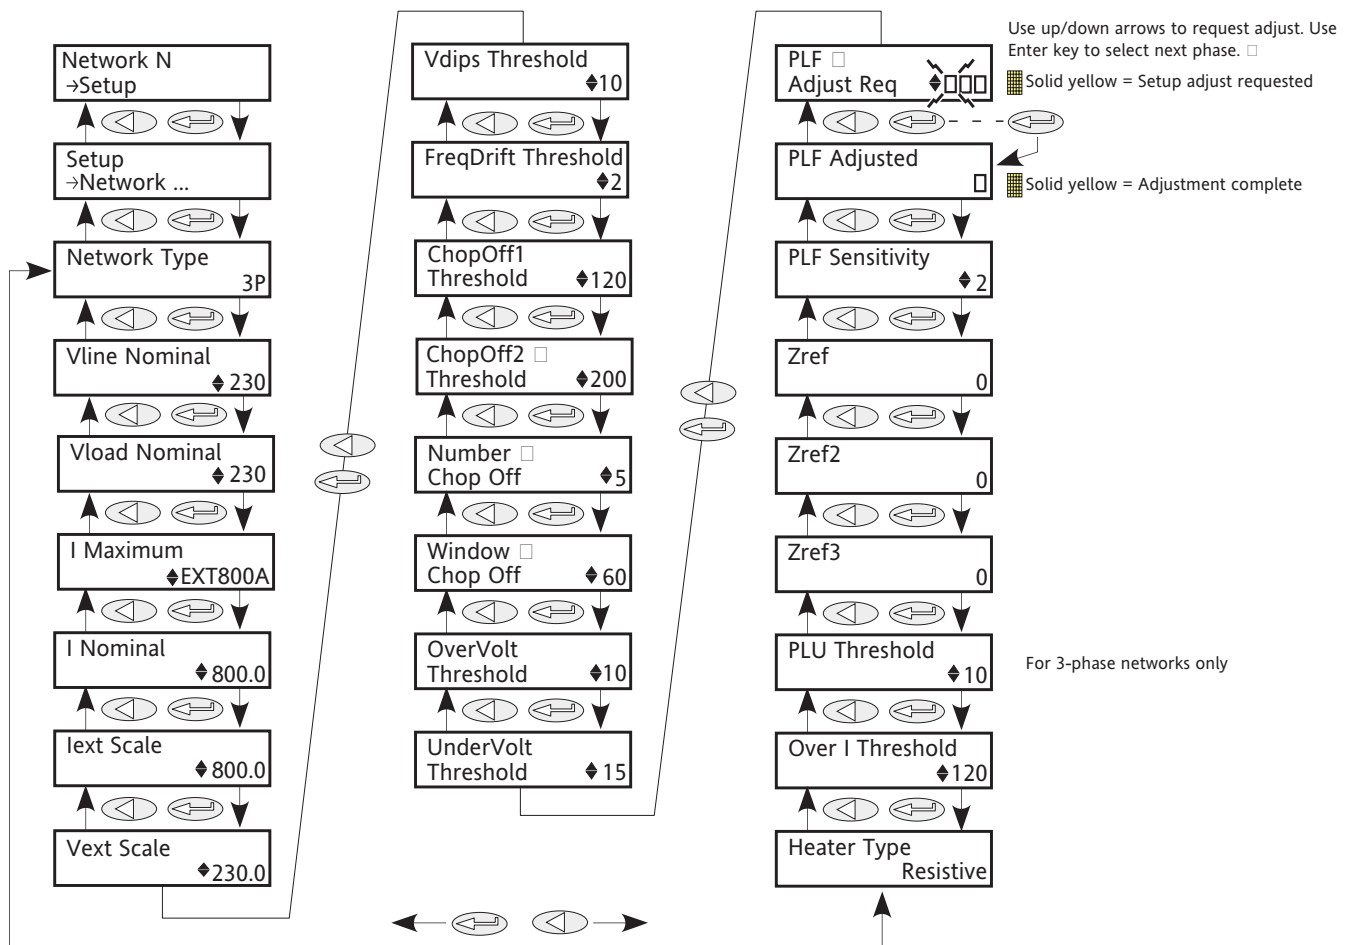 Network N
→Setup
Setup
→Network ...
Network Type
3P
Vline Nominal
230
Vload Nominal
230
I Maximum
EXT800A
I Nominal
800.0
Iext Scale
800.0
Vext Scale
230.0
Vdips Threshold
10
FreqDrift Threshold
2
ChopOff1
Threshold 120
ChopOff2
Threshold 200
Number
Chop Off 5
Window
Chop Off 60
OverVolt
Threshold 10
UnderVolt
Threshold 15
PLF
Adjust Req
PLF Adjusted
PLF Sensitivity
2
Zref
0
Zref2
0
Zref3
0
PLU Threshold
10
Over I Threshold
120
Heater Type
Resistive
Use up/down arrows to request adjust. Use
Enter key to select next phase.
Solid yellow = Setup adjust requested
Solid yellow = Adjustment complete
For 3-phase networks only